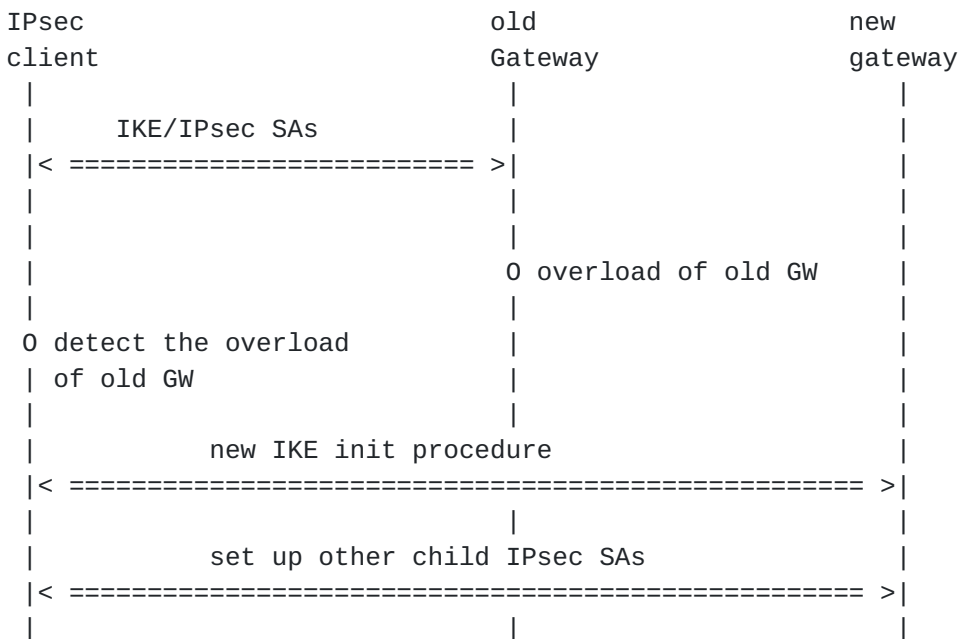 IPsec old new
client Gateway gateway
IKE/IPsec SAs
|< ========================== >|
O overload of old GW
O detect the overload
of old GW
new IKE init procedure
|< =================================================== >|
set up other child IPsec SAs
|< =================================================== >|